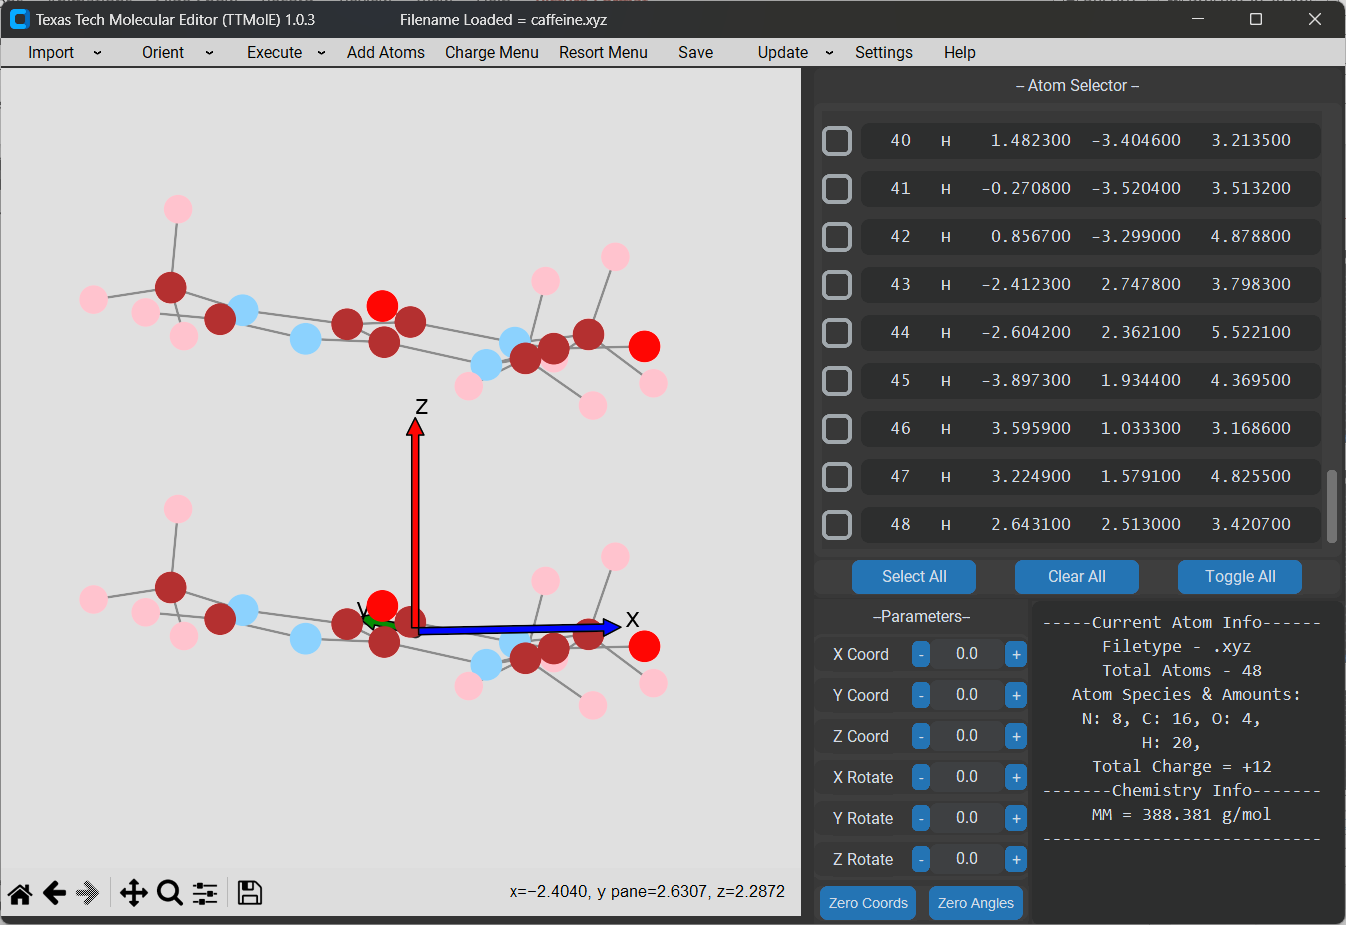 Texas Tech Molecular Editor (TTMolE) 1.0.3 Filename Loaded = caffeine.xyz
Import Orient Execute Add Atoms Charge Menu Resort Menu Save Update Settings Help
-- Atom Selector --
40 H 1.482300 -3.404600 3.213500
41 H -0.270800 -3.520400 3.513200
42 H 0.856700 -3.299000 4.878800
43 H -2.412300 2.747800 3.798300
44 H -2.604200 2.362100 5.522100
45 H -3.897300 1.934400 4.369500
46 H 3.595900 1.033300 3.168600
47 H 3.224900 1.579100 4.825500
48 H 2.643100 2.513000 3.420700
Select All Clear All Toggle All
Z
X
--Parameters--
X Coord - 0.0 +
Y Coord - 0.0 +
Z Coord - 0.0 +
X Rotate - 0.0 +
Y Rotate - 0.0 +
Z Rotate - 0.0 +
Zero Coords Zero Angles
-----Current Atom Info------
Filetype - .xyz
Total Atoms - 48
Atom Species & Amounts:
N: 8, C: 16, O: 4,
H: 20,
Total Charge = +12
-------Chemistry Info-------
MM = 388.381 g/mol
----------------------------
x=−2.4040, y pane=2.6307, z=2.2872